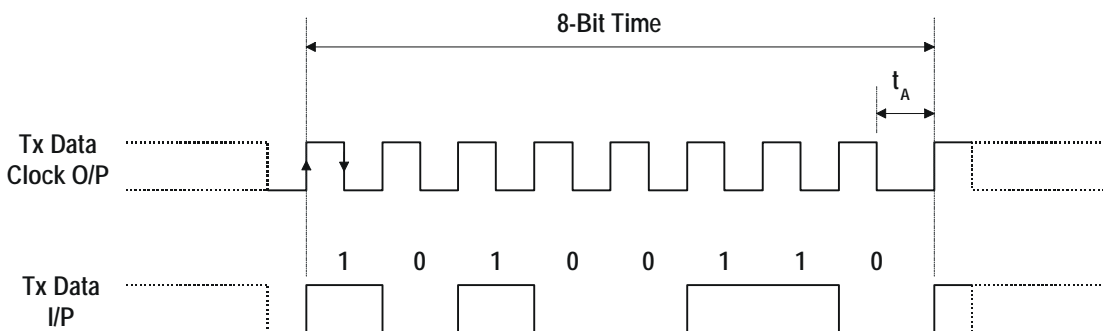 8-Bit Time
tA
Tx Data
Clock O/P
1 0 1 0 0 1 1 0
Tx Data
I/P